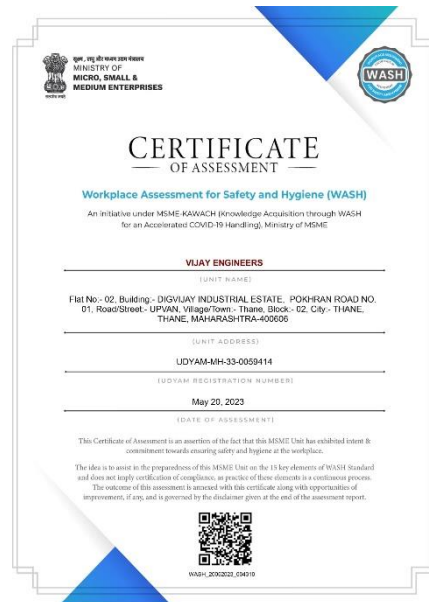 सूक्ष्म, लघु और मध्यम उद्यम मंत्रालय
MINISTRY OF
MICRO, SMALL &
MEDIUM ENTERPRISES
WASH
CERTIFICATE
OF ASSESSMENT
Workplace Assessment for Safety and Hygiene (WASH)
An initiative under MSME-KAWACH (Knowledge Acquisition through WASH
for an Accelerated COVID-19 Handling), Ministry of MSME
VIJAY ENGINEERS
(UNIT NAME)
Flat No:- 02, Building:- DIGVIJAY INDUSTRIAL ESTATE, POKHRAN ROAD NO.
01, Road/Street:- UPVAN, Village/Town:- Thane, Block:- 02, City:- THANE,
THANE, MAHARASHTRA-400606
(UNIT ADDRESS)
UDYAM-MH-33-0059414
(UDYAM REGISTRATION NUMBER)
May 20, 2023
(DATE OF ASSESSMENT)
This Certificate of Assessment is an assertion of the fact that this MSME Unit has exhibited intent &
commitment towards ensuring safety and hygiene at the workplace.
The idea is to assist in the preparedness of this MSME Unit on the 15 key elements of WASH Standard
and does not imply certification of compliance, as practice of these elements is a continuous process.
The outcome of this assessment is annexed with this certificate along with opportunities of
improvement, if any, and is governed by the disclaimer given at the end of the assessment report.